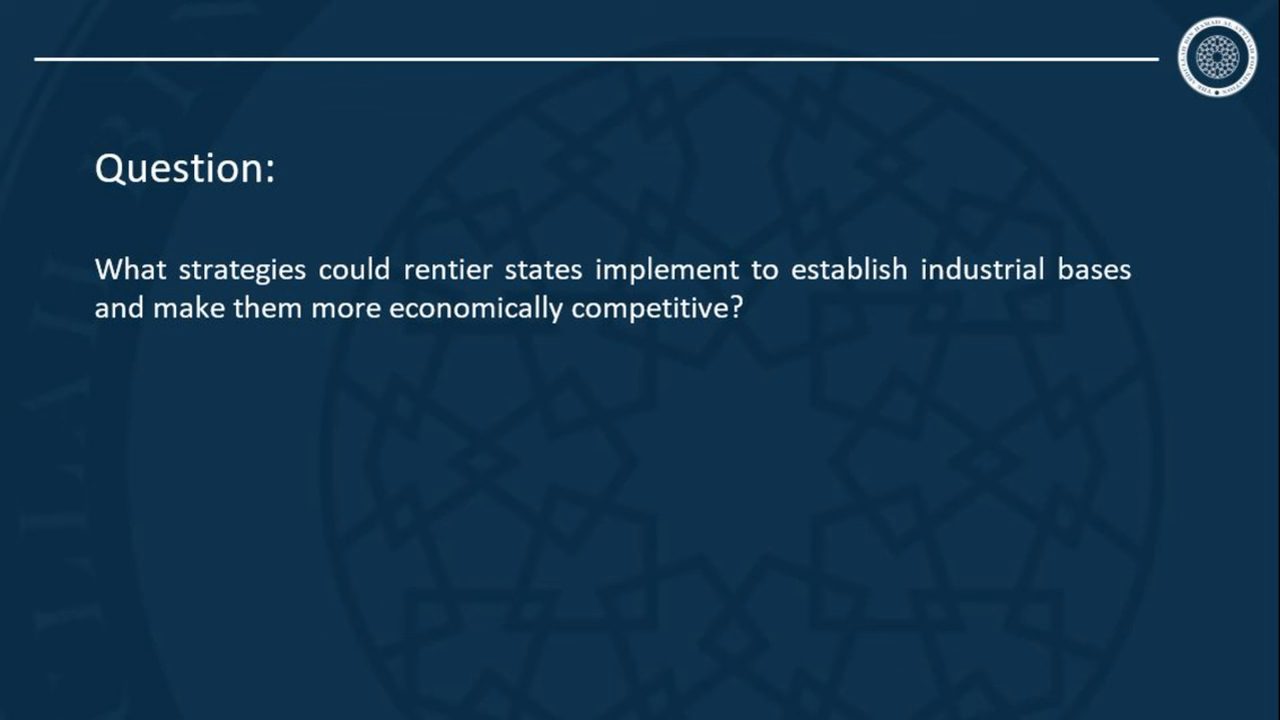 Question:
What strategies could rentier states implement to establish industrial bases
and make them more economically competitive?